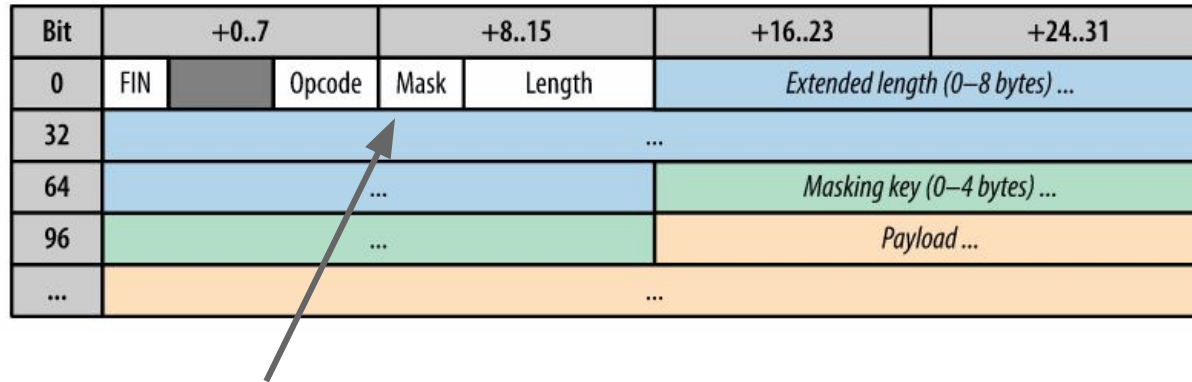 Bit +0..7 +8..15 +16..23 +24..31
0 FIN Opcode Mask Length Extended length (0–8 bytes) ...
32 ...
64 ... Masking key (0–4 bytes) ...
96 ... Payload ...
... ...